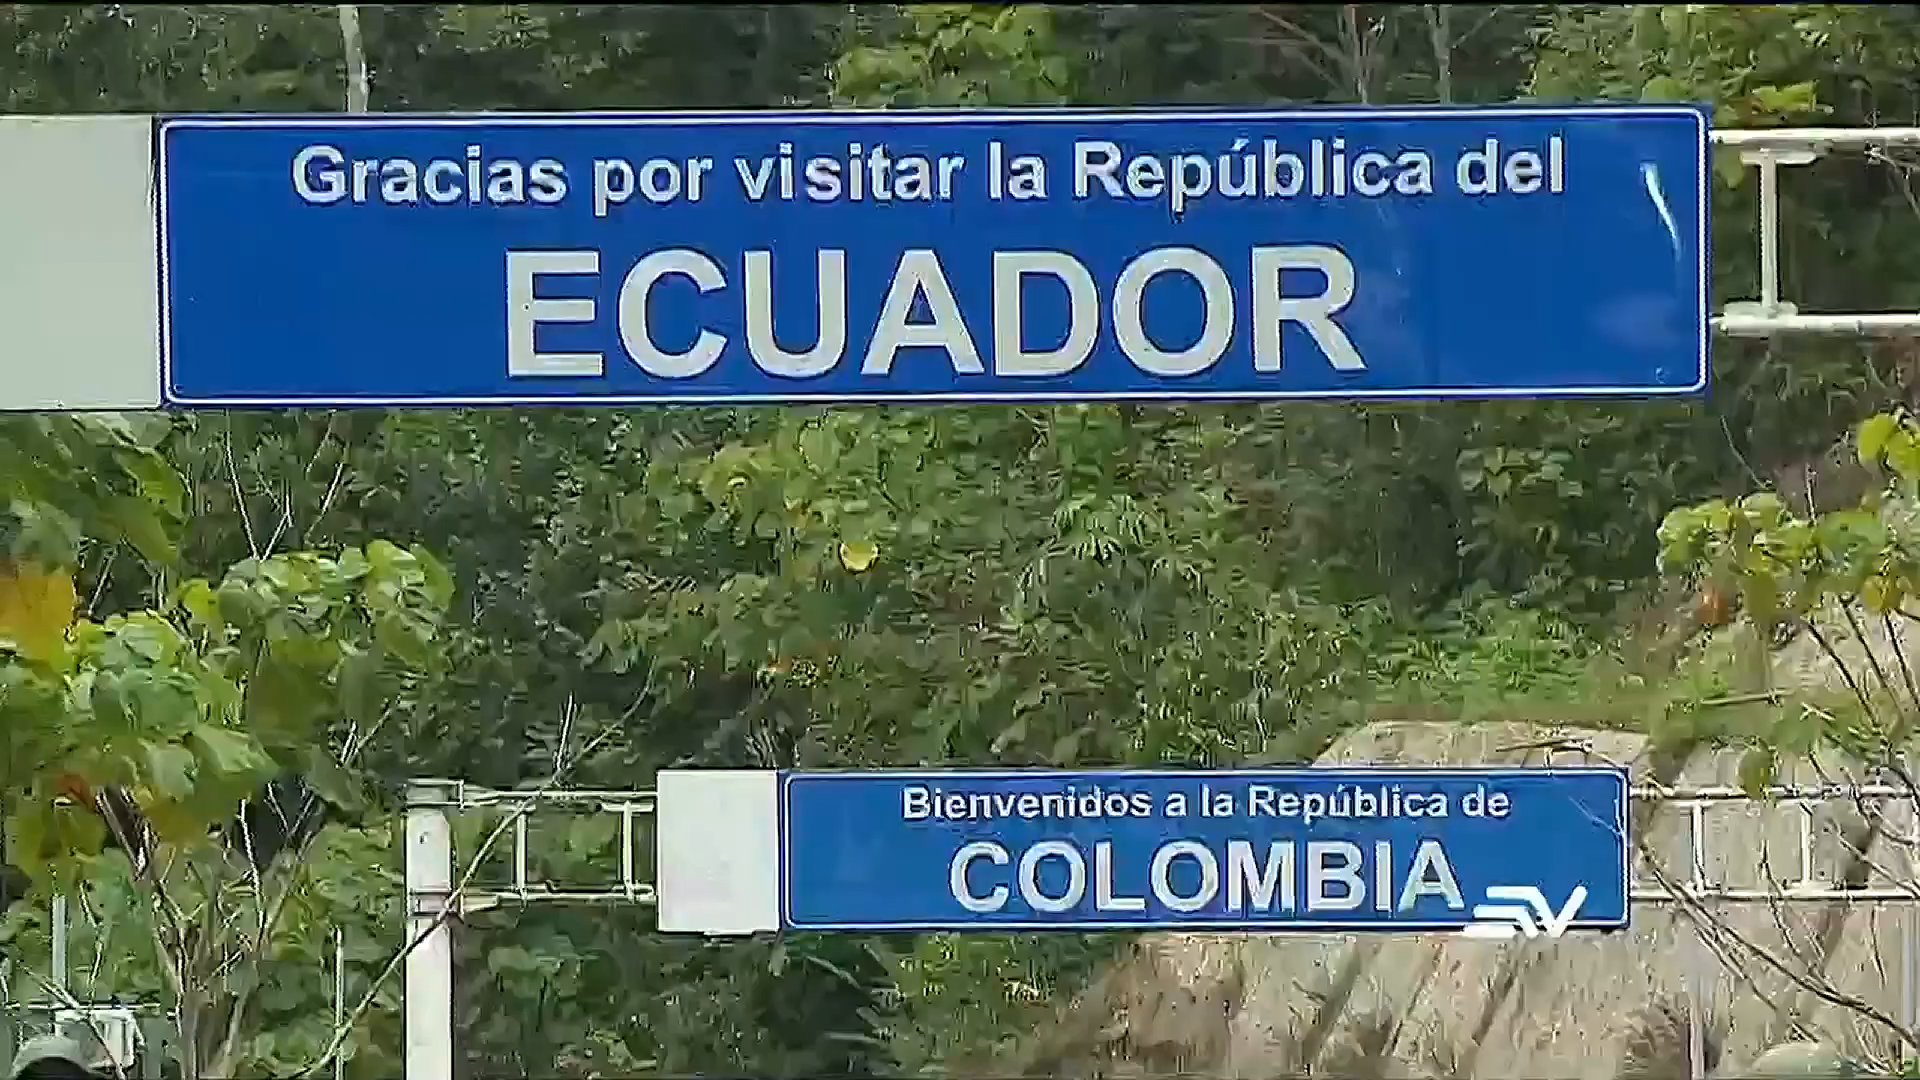 Gracias por visitar la República del
ECUADOR
Bienvenidos a la República de
COLOMBIA